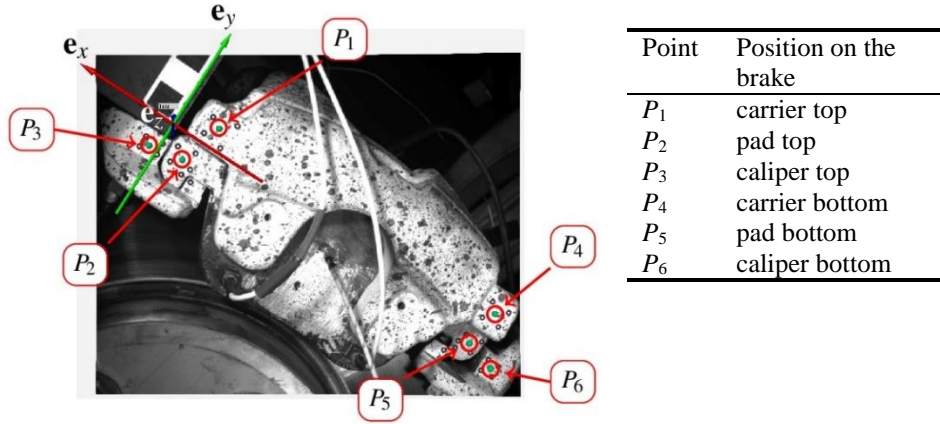 e_y
P_1
e_x
P_3
P_2
P_4
P_5
P_6
Point Position on the
brake
P_1 carrier top
P_2 pad top
P_3 caliper top
P_4 carrier bottom
P_5 pad bottom
P_6 caliper bottom